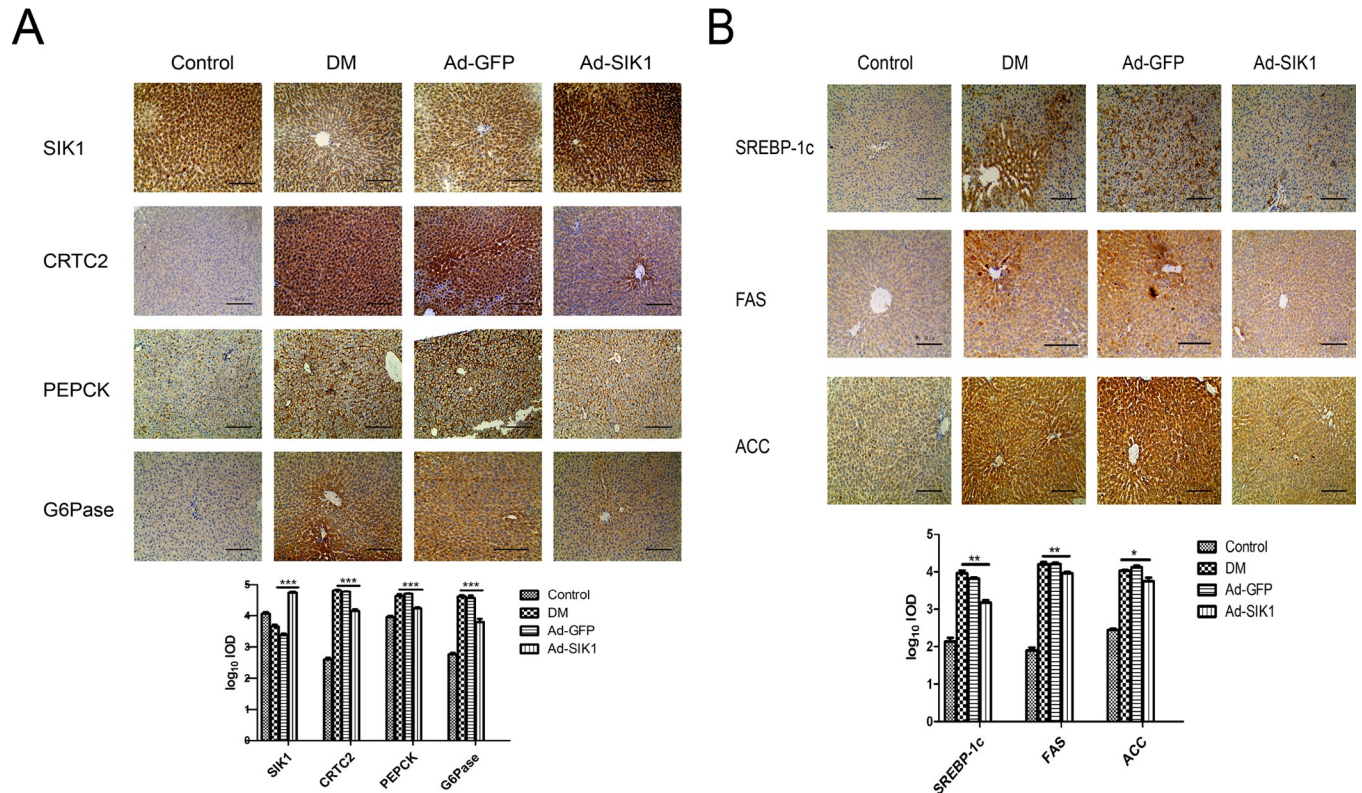 A
Control DM Ad-GFP Ad-SIK1
SIK1
CRTC2
PEPCK
G6Pase
***
***
***
***
log10 IOD
5
4
3
2
1
0
SIK1
CRTC2
PEPCK
G6Pase
Control
DM
Ad-GFP
Ad-SIK1
B
Control DM Ad-GFP Ad-SIK1
SREBP-1c
FAS
ACC
**
**
*
log10 IOD
5
4
3
2
1
0
SREBP-1c
FAS
ACC
Control
DM
Ad-GFP
Ad-SIK1